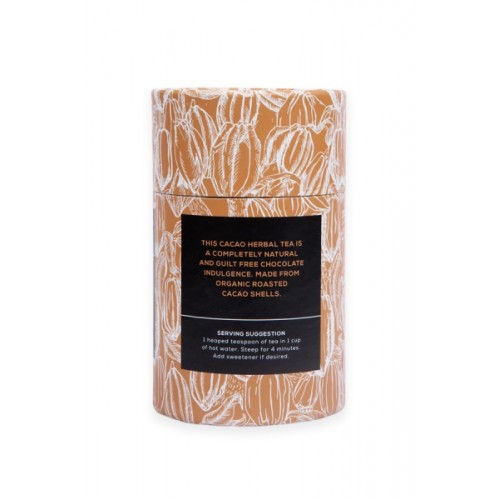 THIS CACAO HERBAL TEA IS
A COMPLETELY NATURAL
AND GUILT FREE CHOCOLATE
INDULGENCE. MADE FROM
ORGANIC ROASTED
CACAO SHELLS.
SERVING SUGGESTION
1 heaped teaspoon of tea in 1 cup
of hot water. Steep for 4 minutes.
Add sweetener if desired.